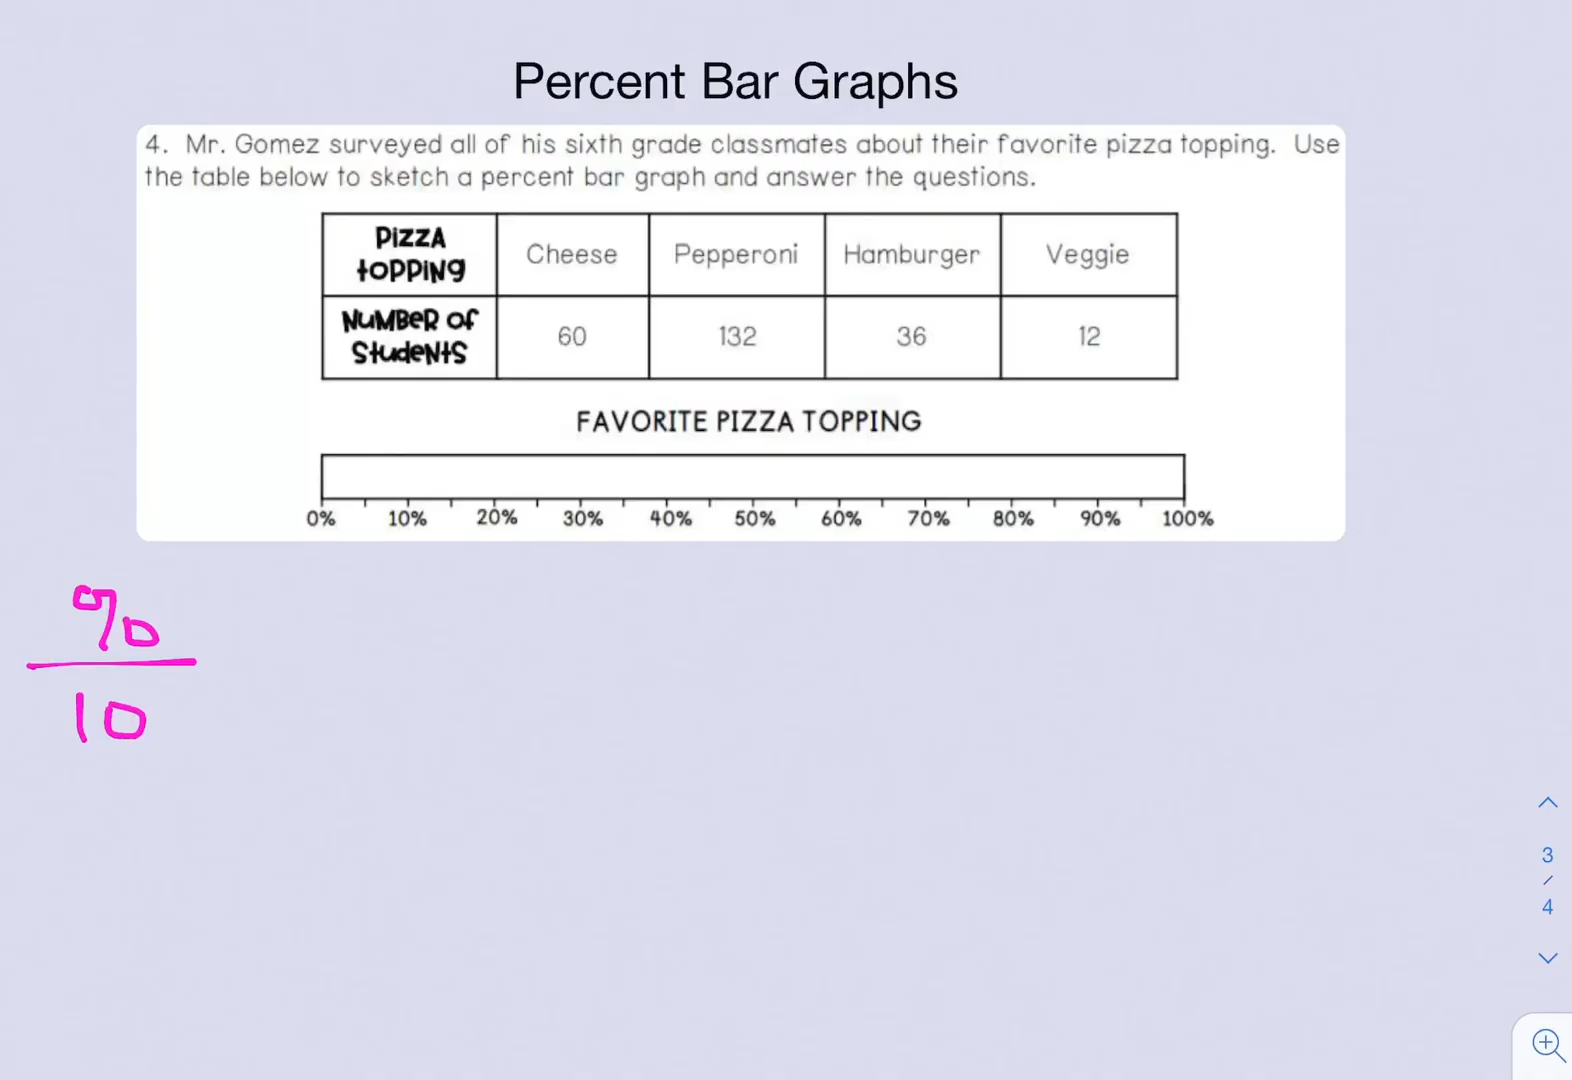 Percent Bar Graphs
4. Mr. Gomez surveyed all of his sixth grade classmates about their favorite pizza topping. Use
the table below to sketch a percent bar graph and answer the questions.
PIZZA TOPPING Cheese Pepperoni Hamburger Veggie
NUMBER OF STUDENTS 60 132 36 12
FAVORITE PIZZA TOPPING
0% 10% 20% 30% 40% 50% 60% 70% 80% 90% 100%
%
10
3
/
4